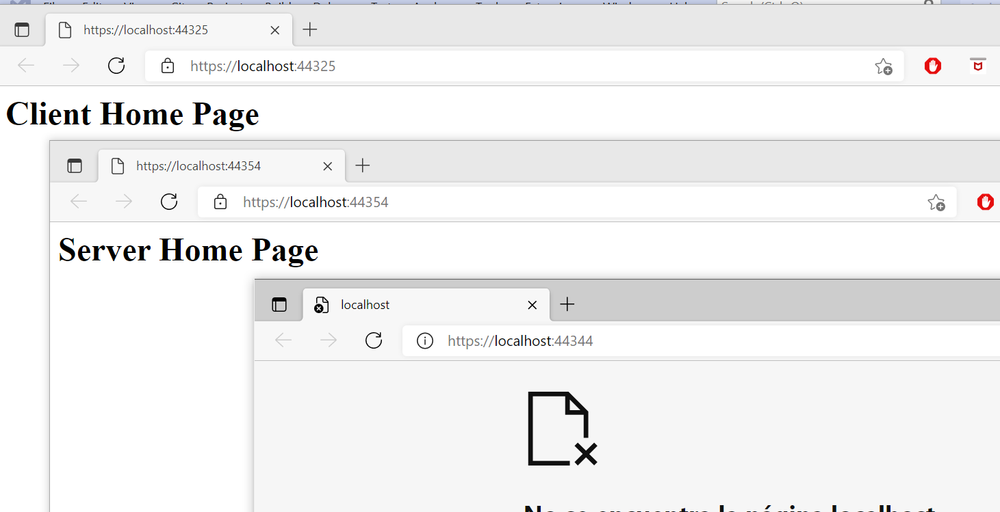 https://localhost:44325
https://localhost:44325
Client Home Page
https://localhost:44354
https://localhost:44354
Server Home Page
localhost
https://localhost:44344
No se encuentra la página localhost